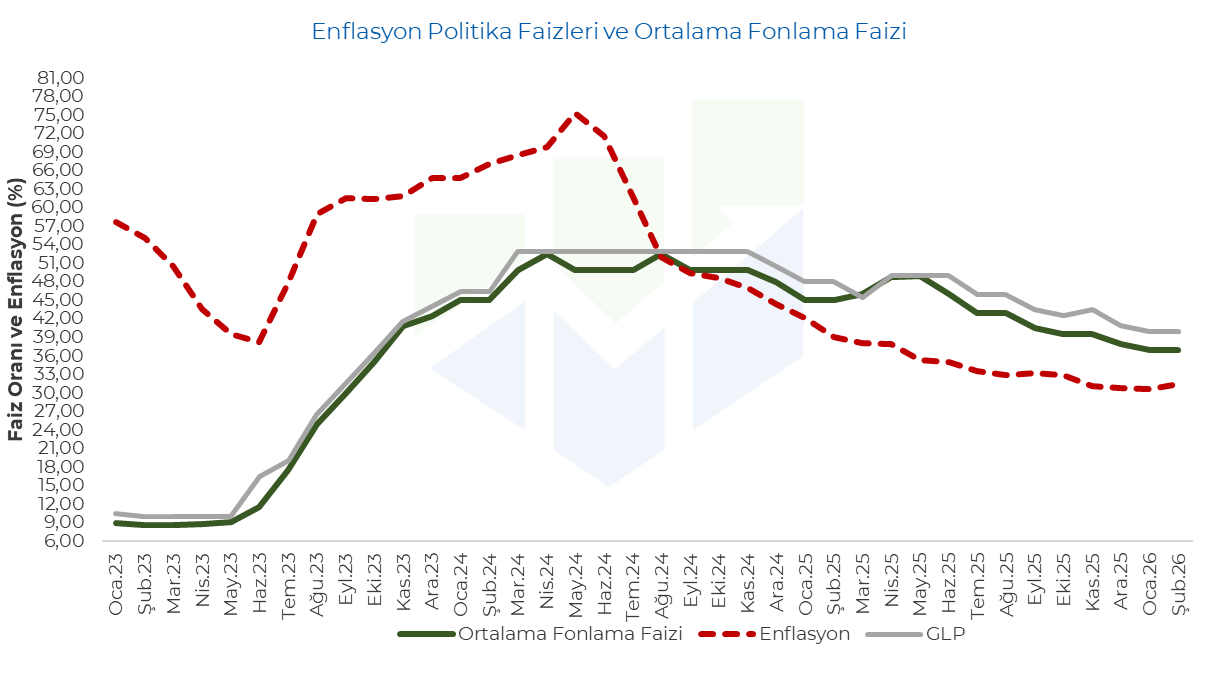 Enflasyon Politika Faizleri ve Ortalama Fonlama Faizi
Faiz Oranı ve Enflasyon (%)
81,00
78,00
75,00
72,00
69,00
66,00
63,00
60,00
57,00
54,00
51,00
48,00
45,00
42,00
39,00
36,00
33,00
30,00
27,00
24,00
21,00
18,00
15,00
12,00
9,00
6,00
Oca.23
Şub.23
Mar.23
Nis.23
May.23
Haz.23
Tem.23
Ağu.23
Eyl.23
Eki.23
Kas.23
Ara.23
Oca.24
Şub.24
Mar.24
Nis.24
May.24
Haz.24
Tem.24
Ağu.24
Eyl.24
Eki.24
Kas.24
Ara.24
Oca.25
Şub.25
Mar.25
Nis.25
May.25
Haz.25
Tem.25
Ağu.25
Eyl.25
Eki.25
Kas.25
Ara.25
Oca.26
Şub.26
Ortalama Fonlama Faizi
Enflasyon
GLP